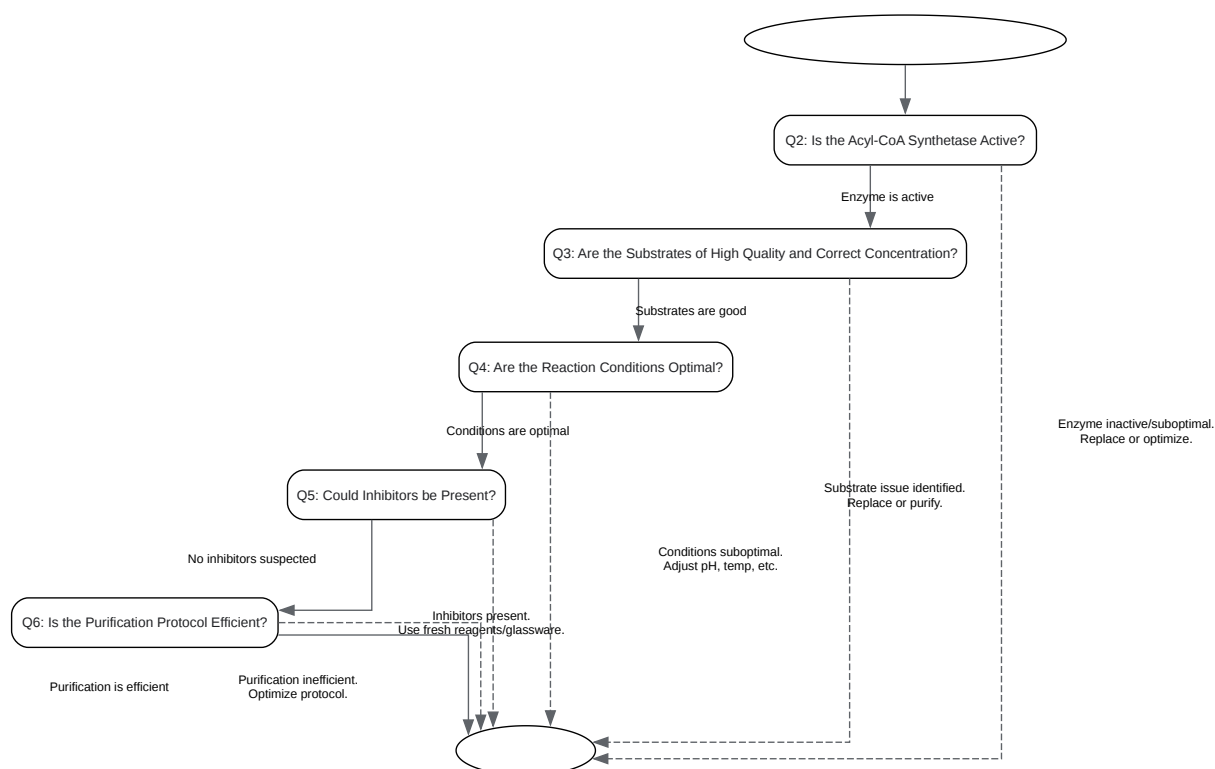 Q2: Is the Acyl-CoA Synthetase Active?
Enzyme is active
Q3: Are the Substrates of High Quality and Correct Concentration?
Substrates are good
Q4: Are the Reaction Conditions Optimal?
Enzyme inactive/suboptimal.
Replace or optimize.
Conditions are optimal
Q5: Could Inhibitors be Present?
Substrate issue identified.
Replace or purify.
No inhibitors suspected
Conditions suboptimal.
Adjust pH, temp, etc.
Q6: Is the Purification Protocol Efficient?
Inhibitors present.
Use fresh reagents/glassware.
Purification is efficient
Purification inefficient.
Optimize protocol.